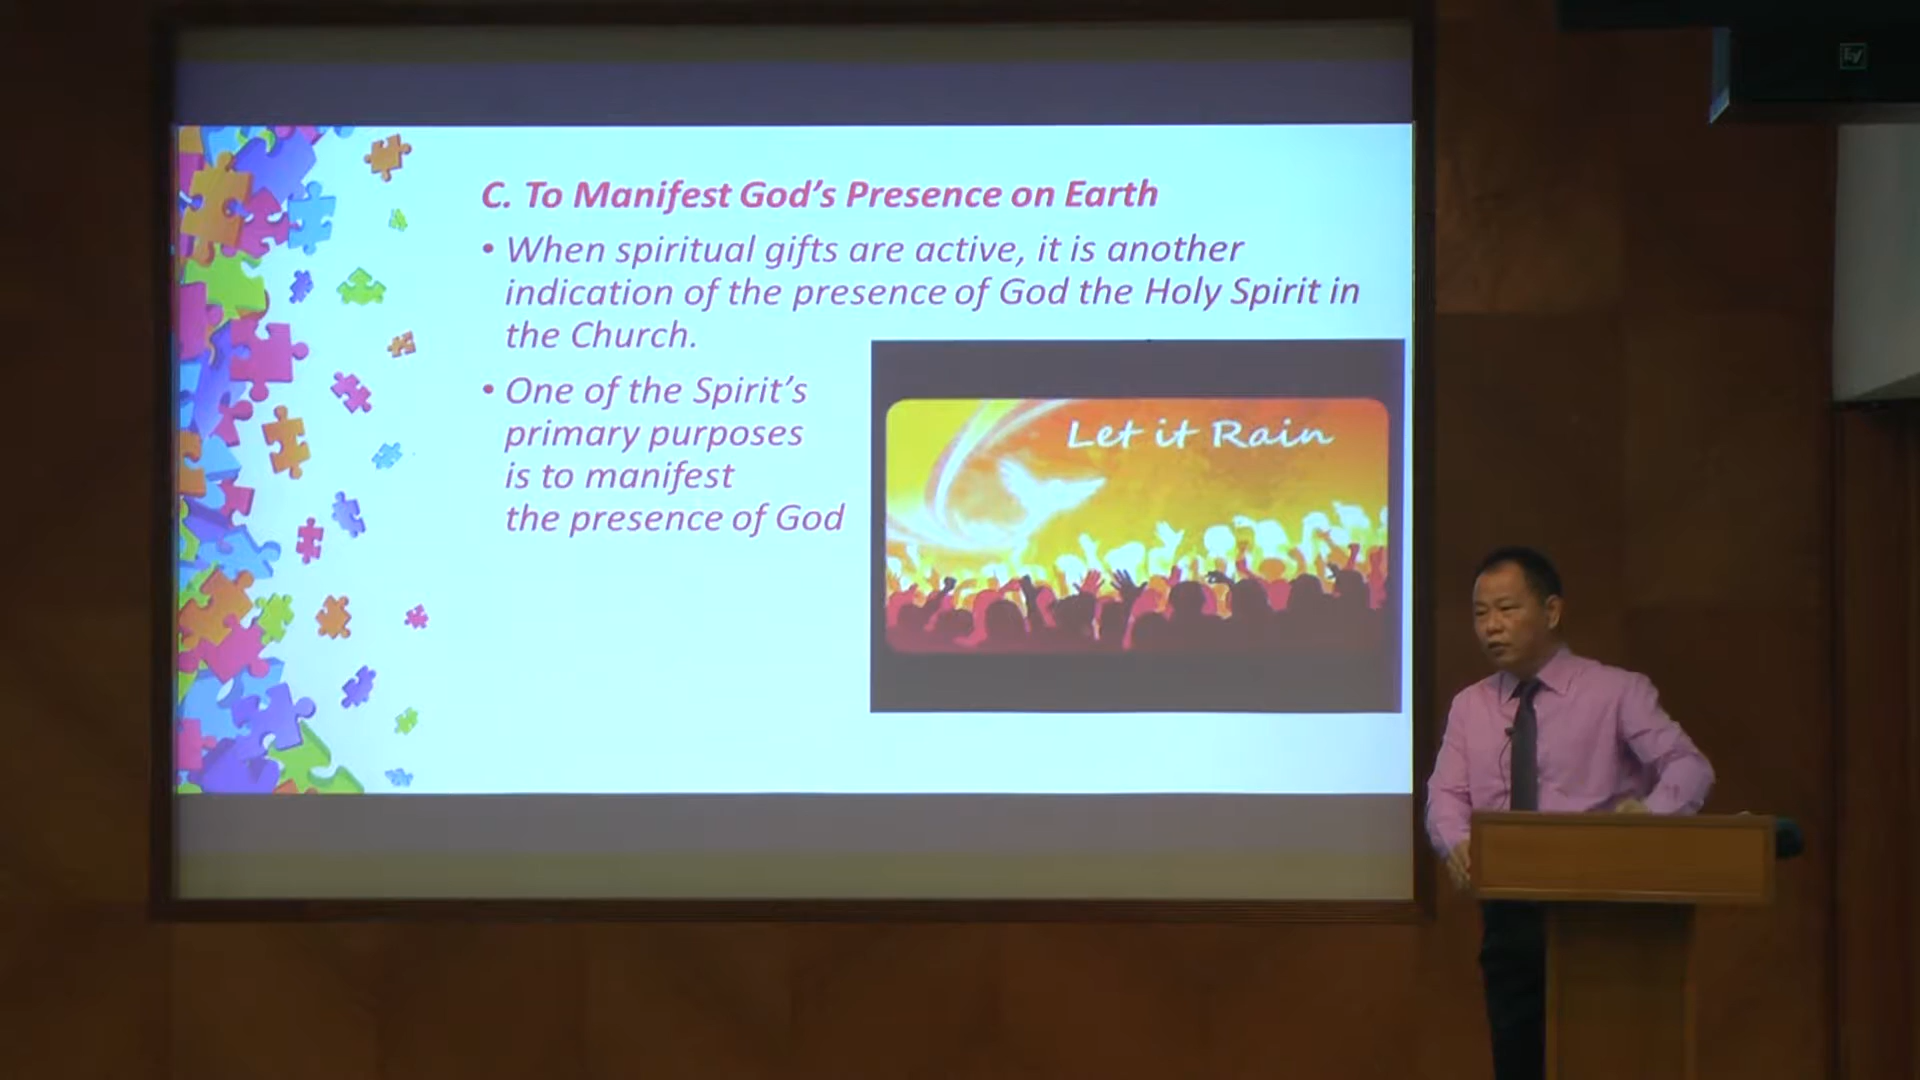 C. To Manifest God's Presence on Earth
• When spiritual gifts are active, it is another
indication of the presence of God the Holy Spirit in
the Church.
• One of the Spirit's
primary purposes
is to manifest
the presence of God
Let it Rain
EV